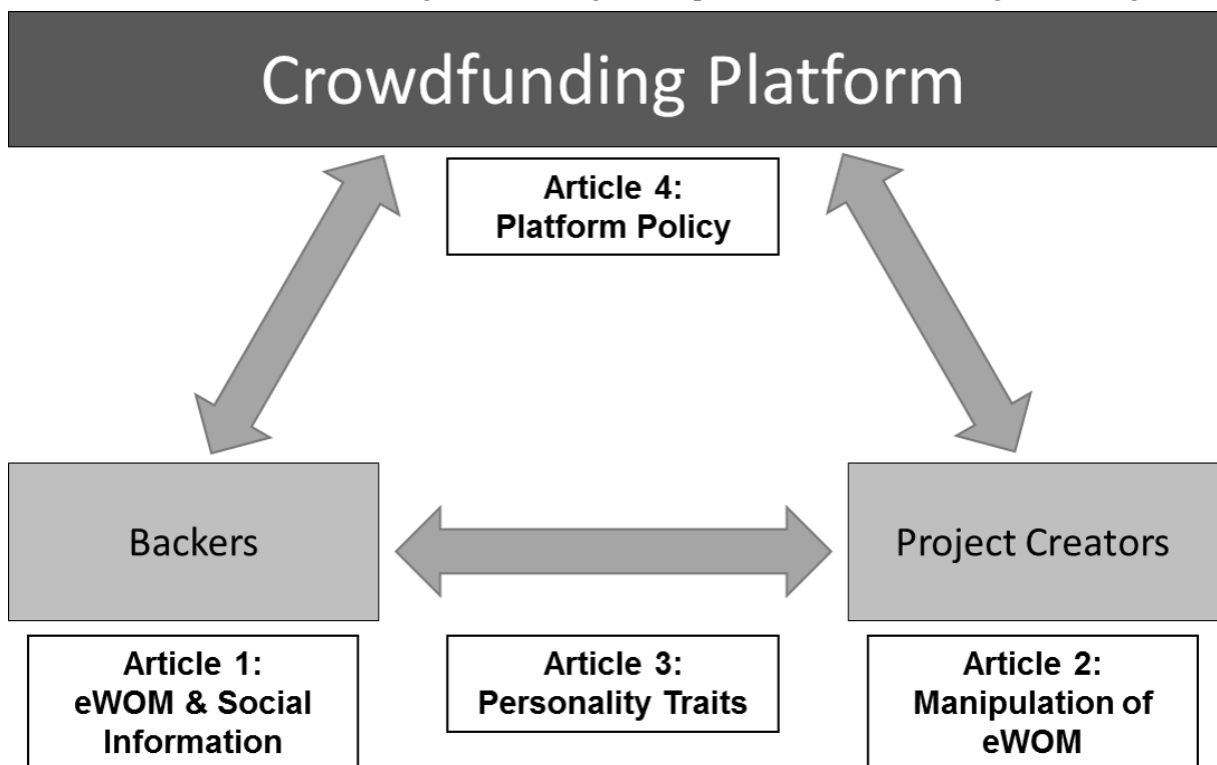 Crowdfunding Platform
Article 4:
Platform Policy
Backers
Project Creators
Article 1:
eWOM & Social
Information
Article 3:
Personality Traits
Article 2:
Manipulation of
eWOM